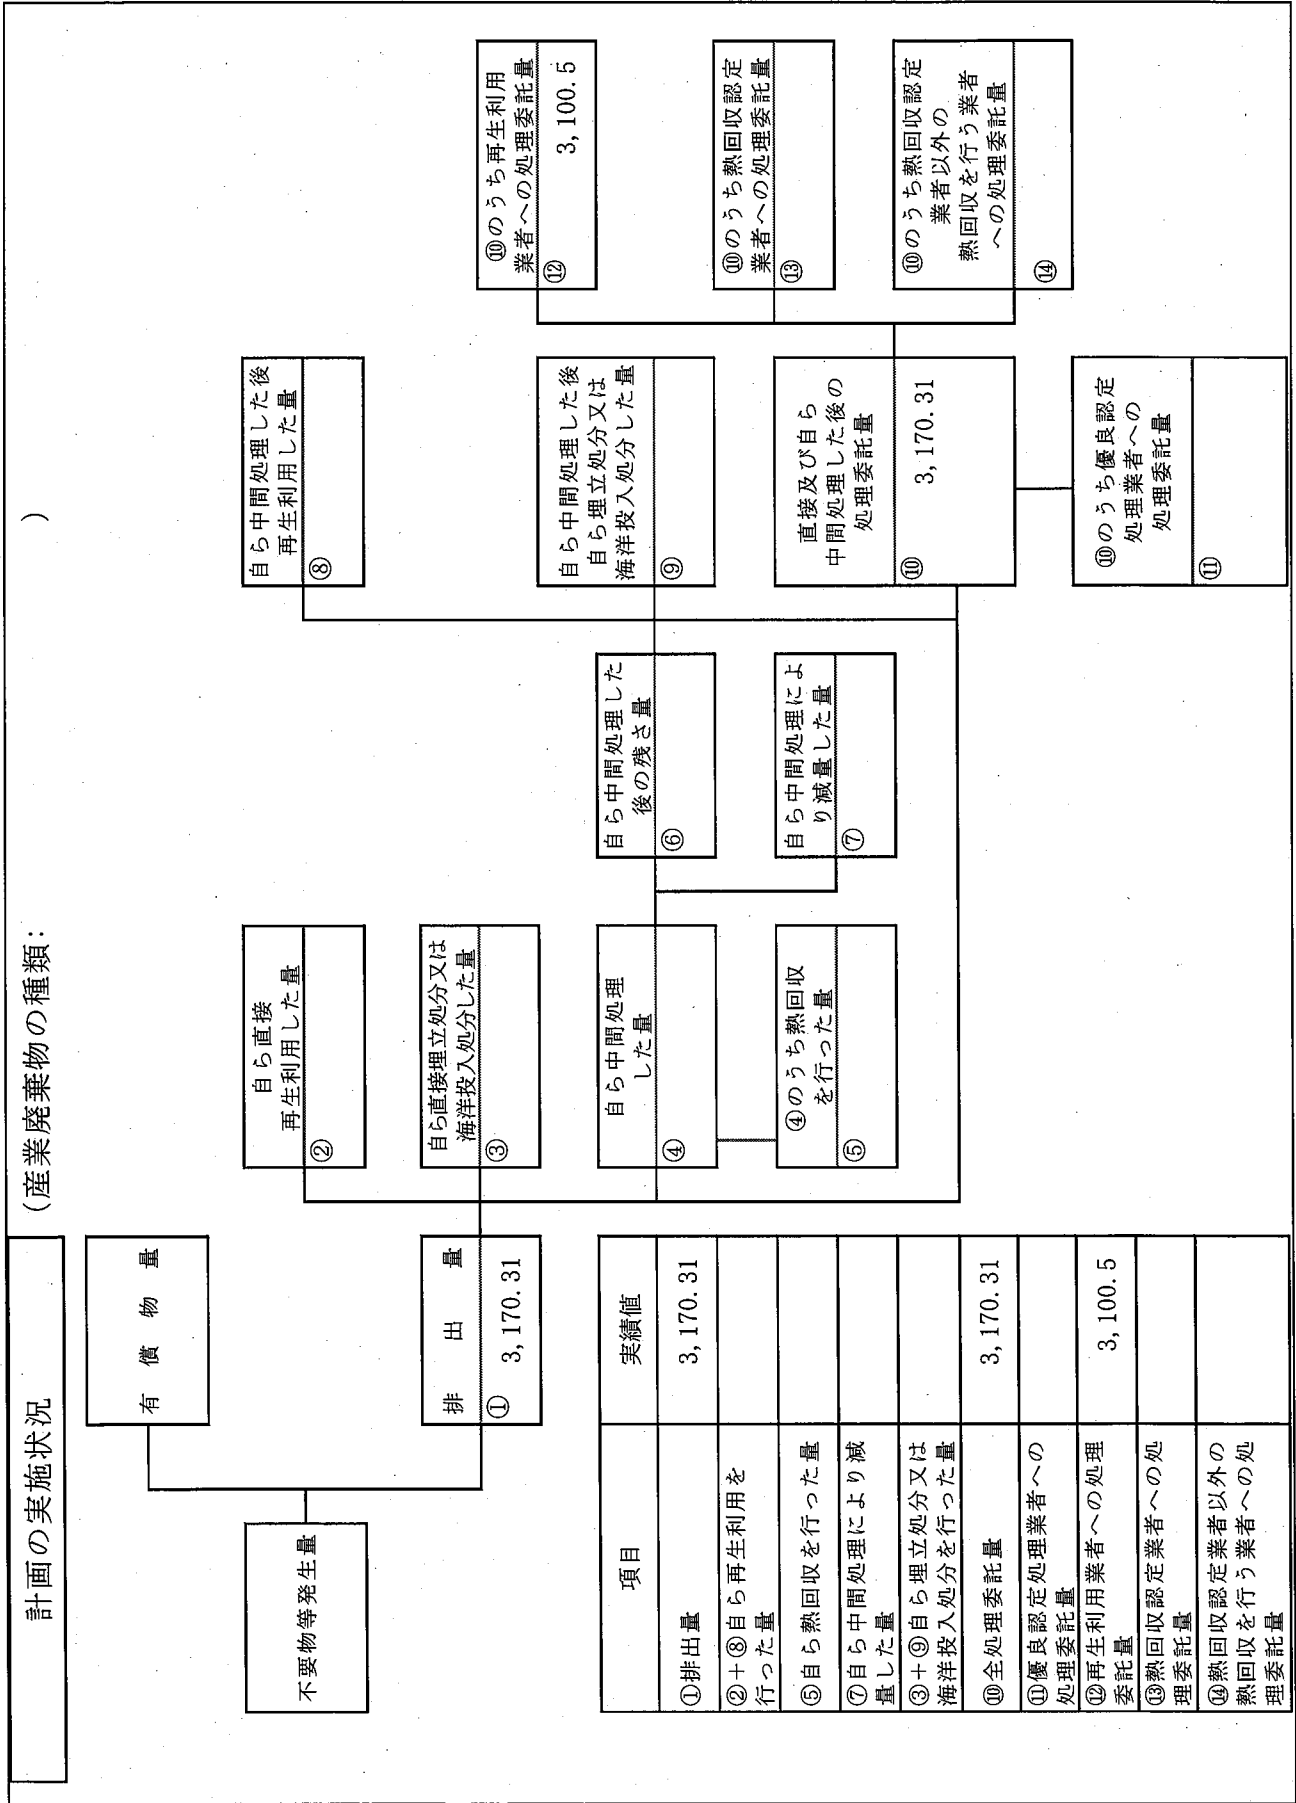 計画の実施状況
(産業廃棄物の種類: )
不要物等発生量
有償物量
排出量
① 3,170.31
自ら直接
再生利用した量
②
自ら直接埋立処分又は
海洋投入処分した量
③
自ら中間処理
した量
④
④のうち熱回収
を行った量
⑤
自ら中間処理した
後の残さ量
⑥
自ら中間処理によ
り減量した量
⑦
自ら中間処理した後
再生利用した量
⑧
自ら中間処理した後
自ら埋立処分又は
海洋投入処分した量
⑨
直接及び自ら
中間処理した後の
処理委託量
⑩ 3,170.31
⑩のうち優良認定
処理業者への
処理委託量
⑪
⑩のうち再生利用
業者への処理委託量
⑫ 3,100.5
⑩のうち熱回収認定
業者への処理委託量
⑬
⑩のうち熱回収認定
業者以外の
熱回収を行う業者
への処理委託量
⑭
項目 実績値
①排出量 3,170.31
②+⑧自ら再生利用を
行った量
⑤自ら熱回収を行った量
⑦自ら中間処理により減
量した量
③+⑨自ら埋立処分又は
海洋投入処分を行った量
⑩全処理委託量 3,170.31
⑪優良認定処理業者への
処理委託量
⑫再生利用業者への処理
委託量 3,100.5
⑬熱回収認定業者への処
理委託量
⑭熱回収認定業者以外の
熱回収を行う業者への処
理委託量